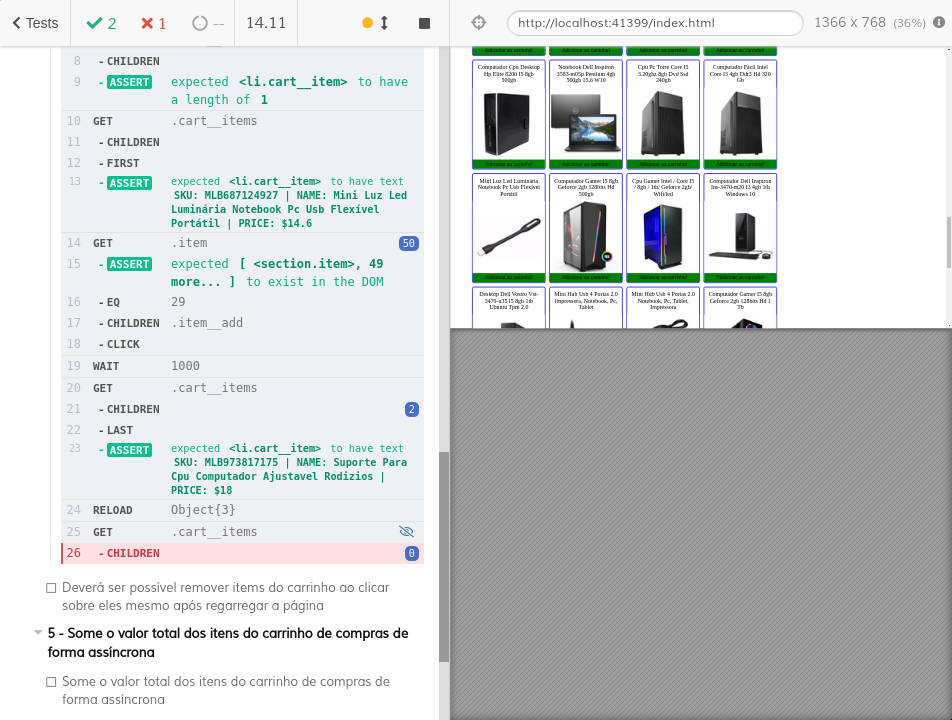 Tests 2 1 -- 14.11 http://localhost:41399/index.html 1366 x 768 (36%)
8 -CHILDREN
9 -ASSERT expected <li.cart__item> to have
a length of 1
10 GET .cart__items
11 -CHILDREN
12 -FIRST
13 -ASSERT expected <li.cart__item> to have text
SKU: MLB687124927 | NAME: Mini Luz Led
Luminária Notebook Pc Usb Flexível
Portátil | PRICE: $14.6
14 GET .item 50
15 -ASSERT expected [ <section.item>, 49
more... ] to exist in the DOM
16 -EQ 29
17 -CHILDREN .item__add
18 -CLICK
19 WAIT 1000
20 GET .cart__items
21 -CHILDREN 2
22 -LAST
23 -ASSERT expected <li.cart__item> to have text
SKU: MLB973817175 | NAME: Suporte Para
Cpu Computador Ajustavel Rodizios |
PRICE: $18
24 RELOAD Object{3}
25 GET .cart__items
26 -CHILDREN 0
Deverá ser possível remover items do carrinho ao clicar
sobre eles mesmo após regarregar a página
5 - Some o valor total dos itens do carrinho de compras de
forma assíncrona
Some o valor total dos itens do carrinho de compras de
forma assíncrona
Adicionar ao carrinho! Adicionar ao carrinho! Adicionar ao carrinho! Adicionar ao carrinho!
Computador Cpu Desktop
Hp Elite 8200 I5 8gb
500gb
Notebook Dell Inspiron
3583-ml05p Pentium 4gb
500gb 15.6 W10
Cpu Pc Torre Core I5
3.20ghz 8gb Dvd Ssd
240gb
Computador Fácil Intel
Core I3 4gb Ddr3 Hd 320
Gb
Adicionar ao carrinho! Adicionar ao carrinho! Adicionar ao carrinho! Adicionar ao carrinho!
Mini Luz Led Luminária
Notebook Pc Usb Flexível
Portátil
Computador Gamer I5 8gb
Geforce 2gb 128bits Hd
500gb
Cpu Gamer Intel / Core I5
/ 8gb / 1tb/ Geforce 2gb/
Wifi/led
Computador Dell Inspiron
Ins-3470-m20 I3 4gb 1tb
Windows 10
Adicionar ao carrinho! Adicionar ao carrinho! Adicionar ao carrinho! Adicionar ao carrinho!
Desktop Dell Vostro Vst-
3470-u35 I5 8gb 1tb
Ubuntu Tpm 2.0
Mini Hub Usb 4 Portas 2.0
Impressora, Notebook, Pc,
Tablet
Mini Hub Usb 4 Portas 2.0
Notebook, Pc, Tablet,
Impressora
Computador Gamer I5 8gb
Geforce 2gb 128bits Hd 1
Tb